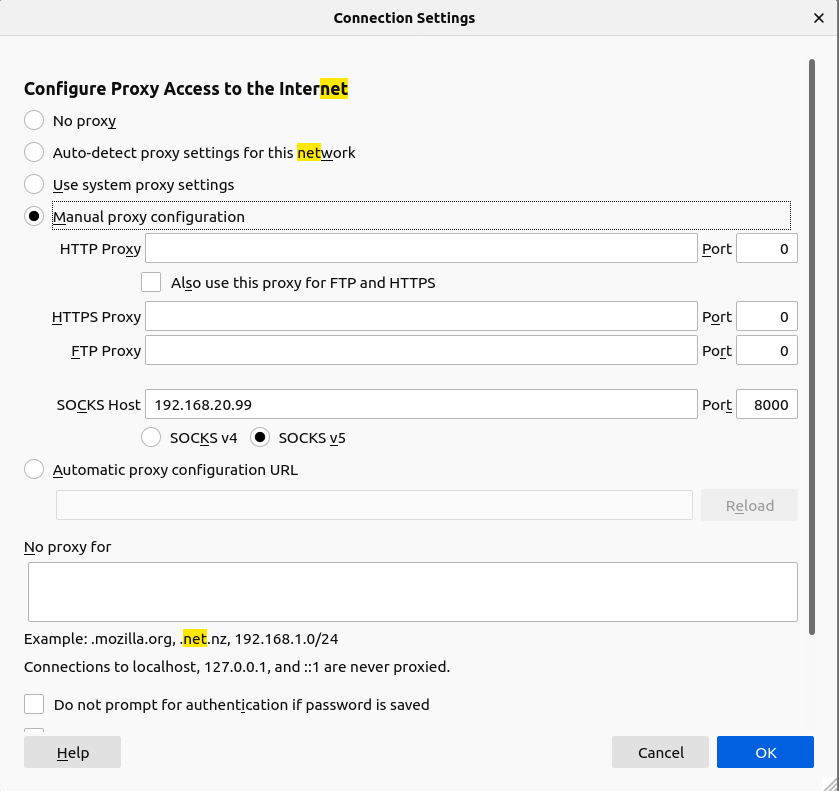 Connection Settings
Configure Proxy Access to the Internet
No proxy
Auto-detect proxy settings for this network
Use system proxy settings
Manual proxy configuration
HTTP Proxy Port 0
Also use this proxy for FTP and HTTPS
HTTPS Proxy Port 0
FTP Proxy Port 0
SOCKS Host 192.168.20.99 Port 8000
SOCKS v4 SOCKS v5
Automatic proxy configuration URL
Reload
No proxy for
Example: .mozilla.org, .net.nz, 192.168.1.0/24
Connections to localhost, 127.0.0.1, and ::1 are never proxied.
Do not prompt for authentication if password is saved
Help Cancel OK